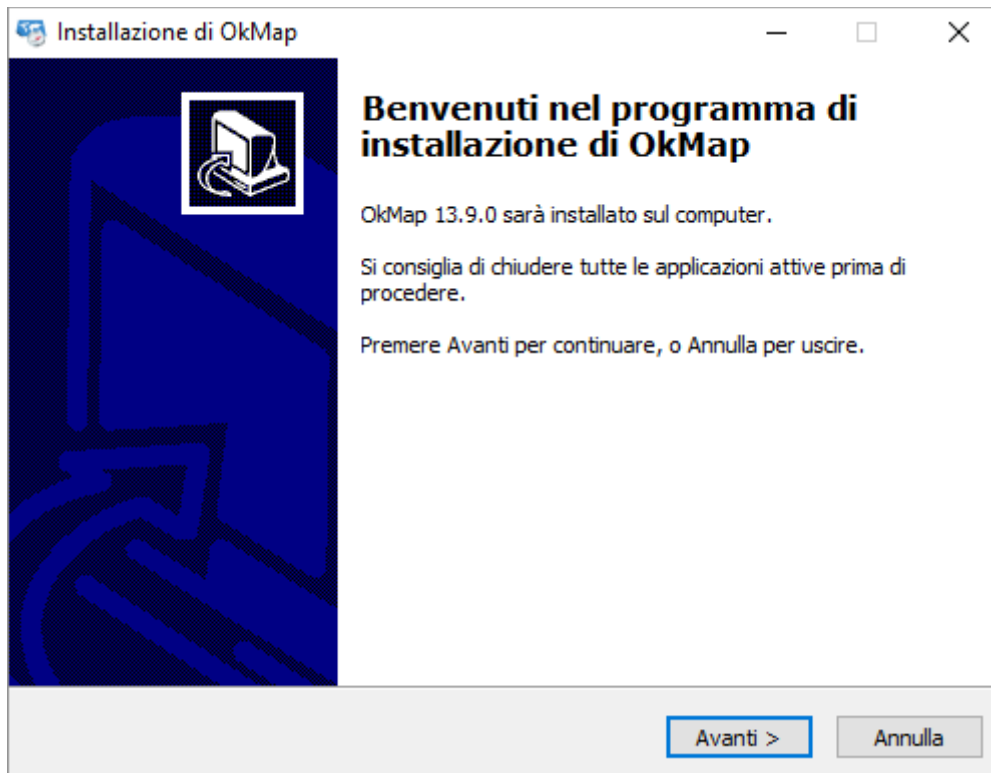 Installazione di OkMap
Benvenuti nel programma di
installazione di OkMap
OkMap 13.9.0 sarà installato sul computer.
Si consiglia di chiudere tutte le applicazioni attive prima di
procedere.
Premere Avanti per continuare, o Annulla per uscire.
Avanti >
Annulla